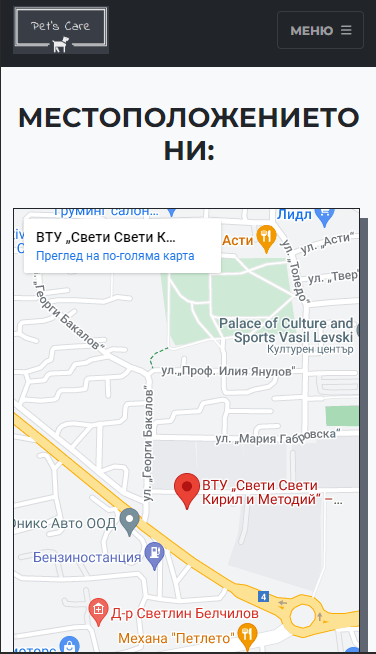 Pet's Care
МЕНЮ
МЕСТОПОЛОЖЕНИЕТО
НИ:
Груминг салон...
Лидл
ВТУ „Свети Свети К...
Преглед на по-голяма карта
Асти
ул. „Асти“
ул. „Толедо“
ул. „Твер“
„Георги Бакалов“
Palace of Culture and
Sports Vasil Levski
Културен център
ул. „Проф. Илия Янулов“
ул. „Георги Бакалов“
ул. „Мария Габровска“
ВТУ „Свети Свети
Кирил и Методий“ –...
Оникс Авто ООД
Бензиностанция
4
Д-р Светлин Белчилов
Механа "Петлето"